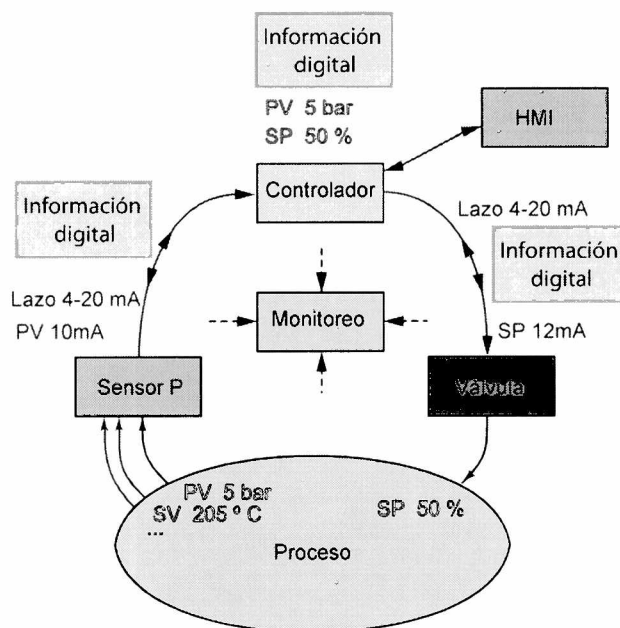 Información
digital
PV 5 bar
SP 50 %
HMI
Controlador
Información
digital
Lazo 4-20 mA
Información
digital
Lazo 4-20 mA
PV 10mA
Monitoreo
SP 12mA
Sensor P
Válvula
PV 5 bar
SV 205 º C
...
SP 50 %
Proceso